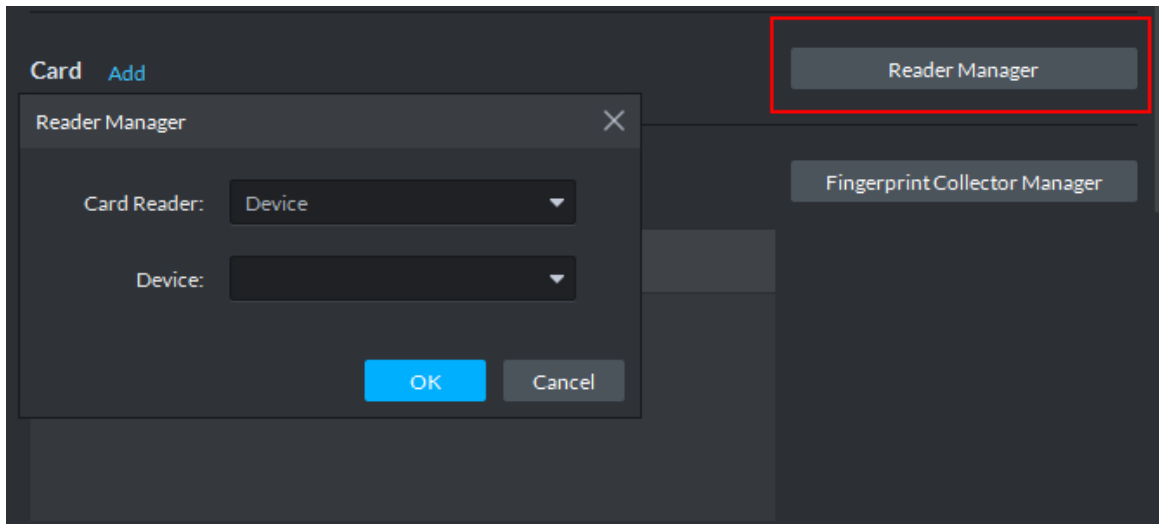 Card Add
Reader Manager
Reader Manager
Card Reader: Device
Device:
OK Cancel
Fingerprint Collector Manager